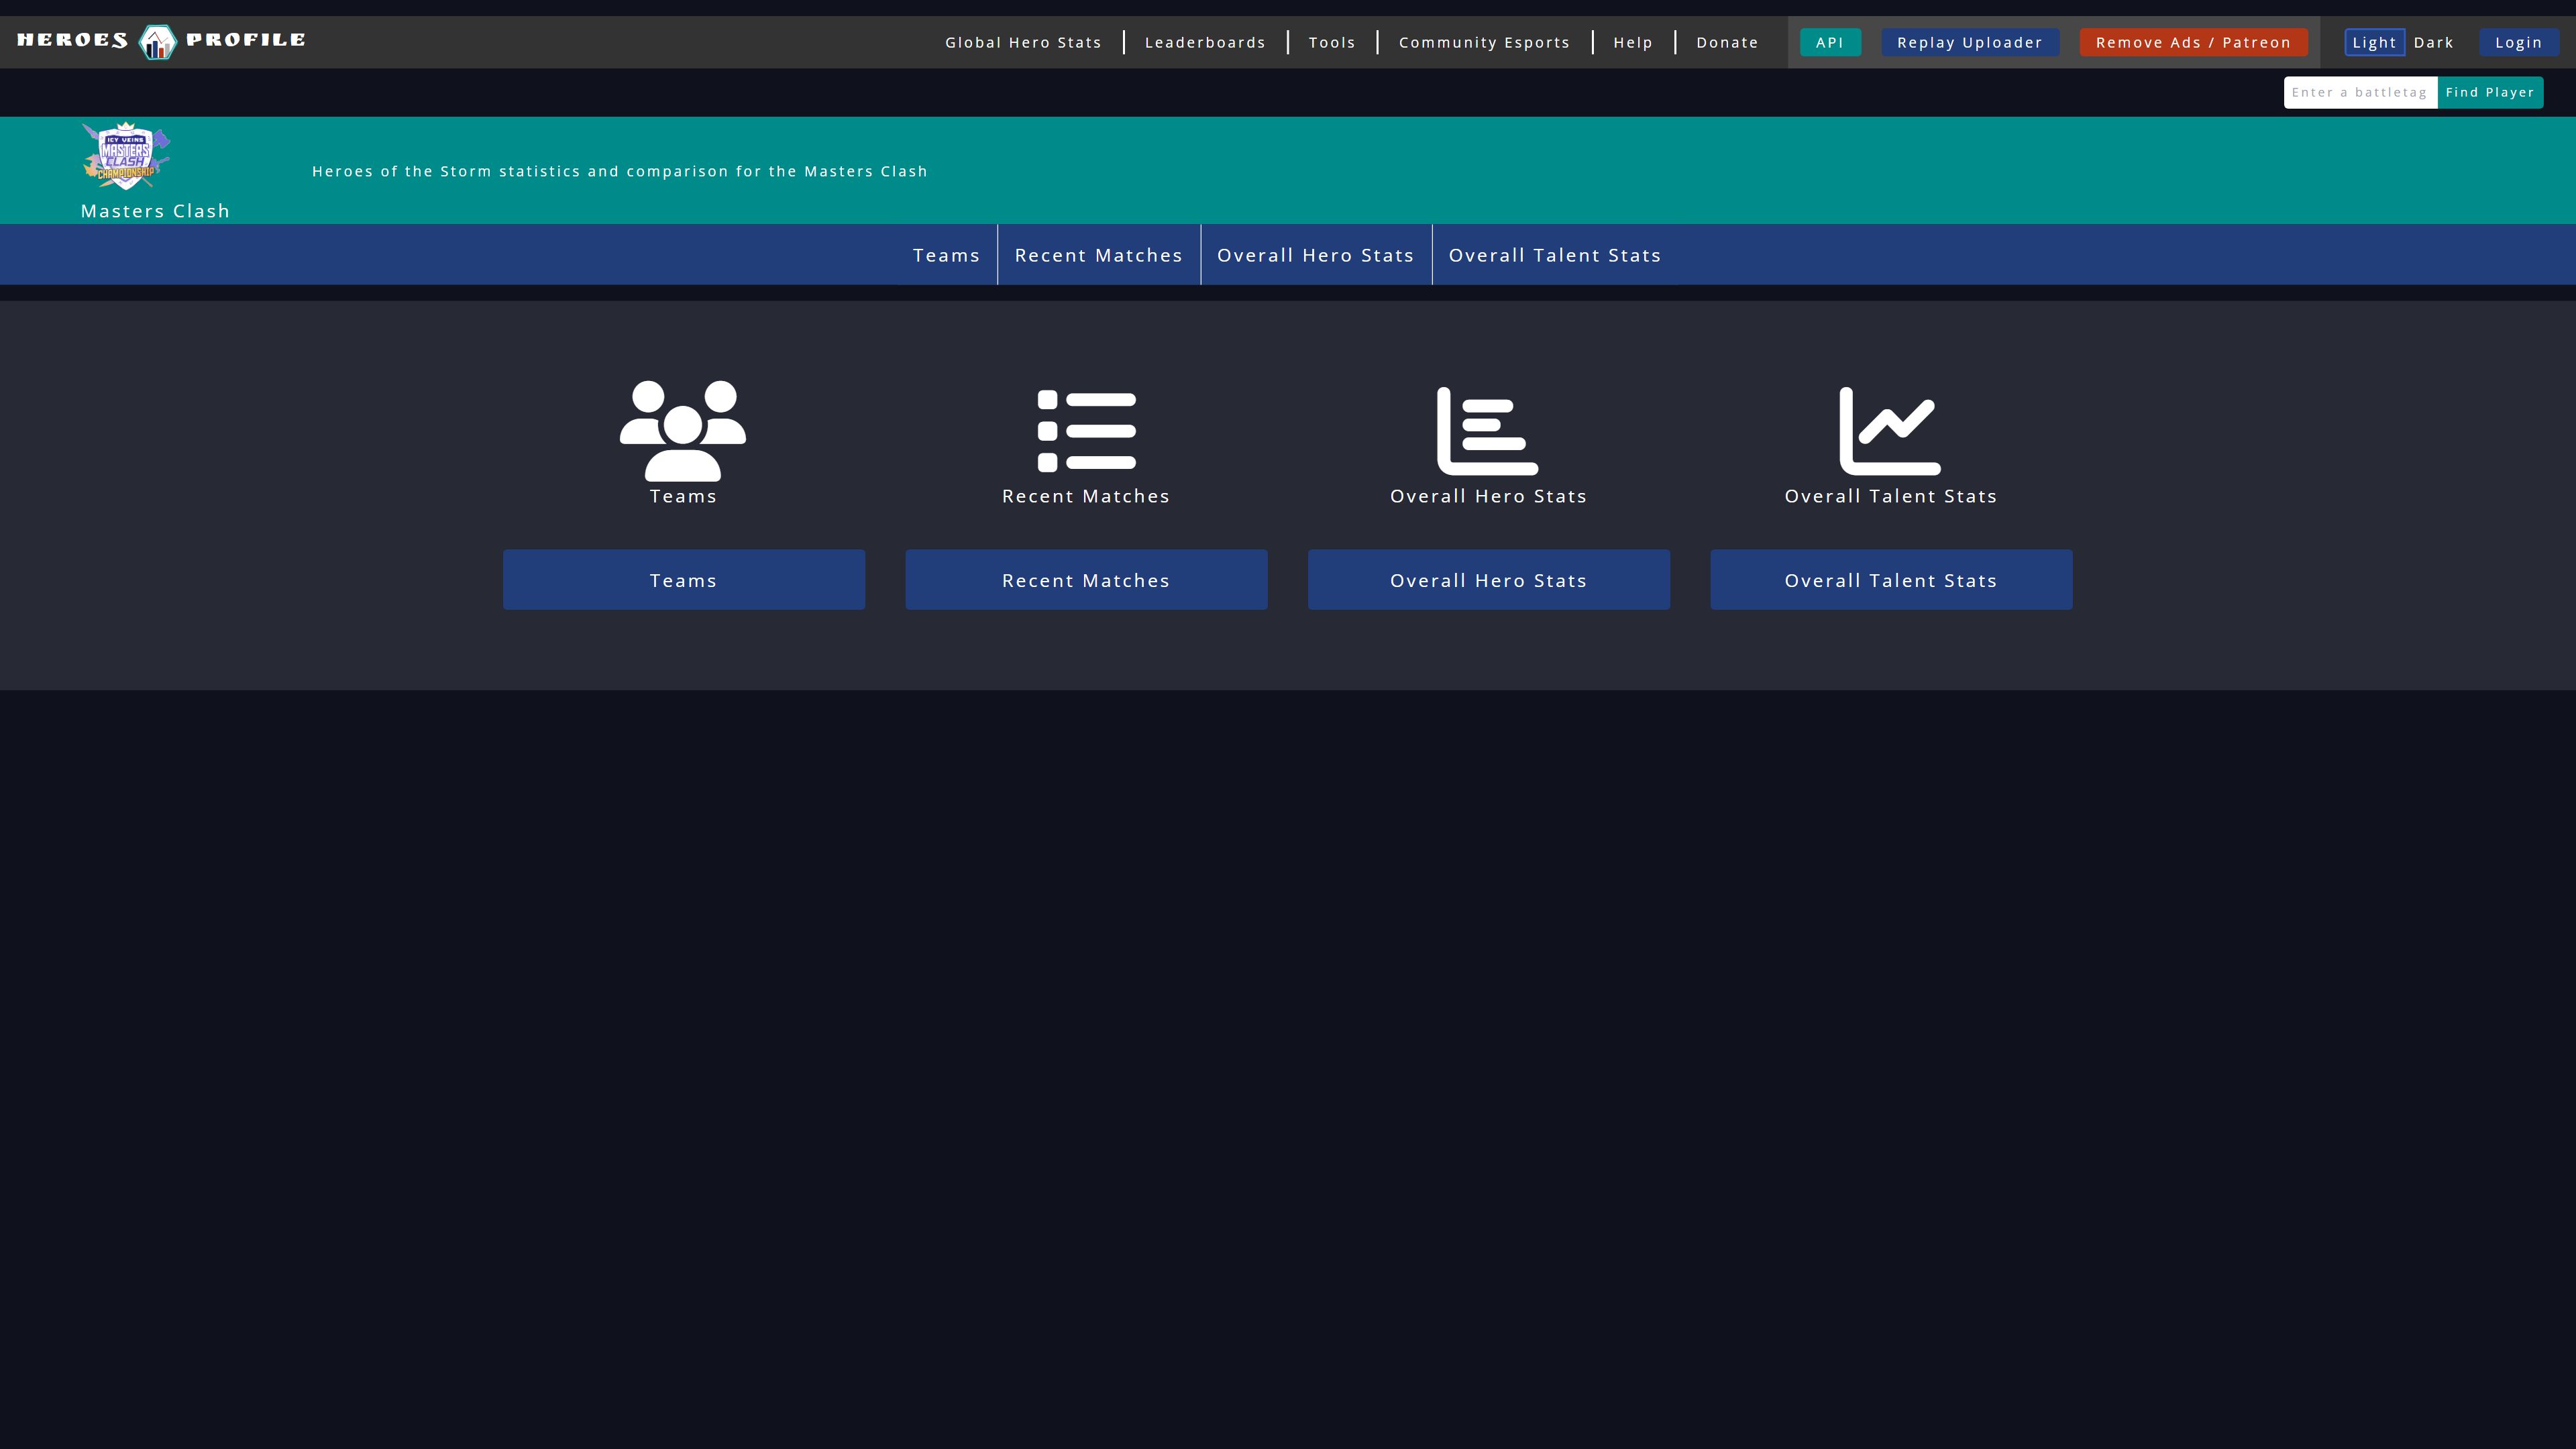 HEROES PROFILE
Global Hero Stats
Leaderboards
Tools
Community Esports
Help
Donate
API
Replay Uploader
Remove Ads / Patreon
Light
Dark
Login
Enter a battletag
Find Player
ICY VEINS
MASTERS
CLASH
CHAMPIONSHIP
Masters Clash
Heroes of the Storm statistics and comparison for the Masters Clash
Teams
Recent Matches
Overall Hero Stats
Overall Talent Stats
Teams
Recent Matches
Overall Hero Stats
Overall Talent Stats
Teams
Recent Matches
Overall Hero Stats
Overall Talent Stats